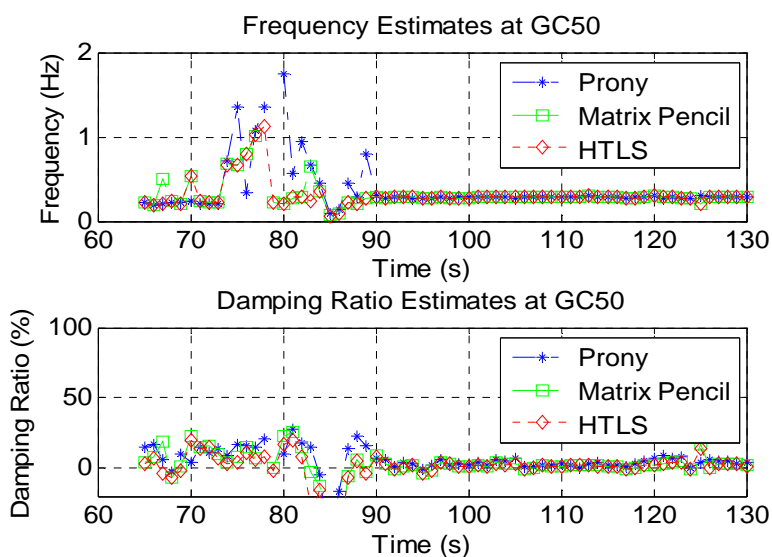 Frequency Estimates at GC50
Frequency (Hz)
2
1
0
Prony
Matrix Pencil
HTLS
60 70 80 90 100 110 120 130
Time (s)
Damping Ratio Estimates at GC50
Damping Ratio (%)
100
50
0
Prony
Matrix Pencil
HTLS
60 70 80 90 100 110 120 130
Time (s)